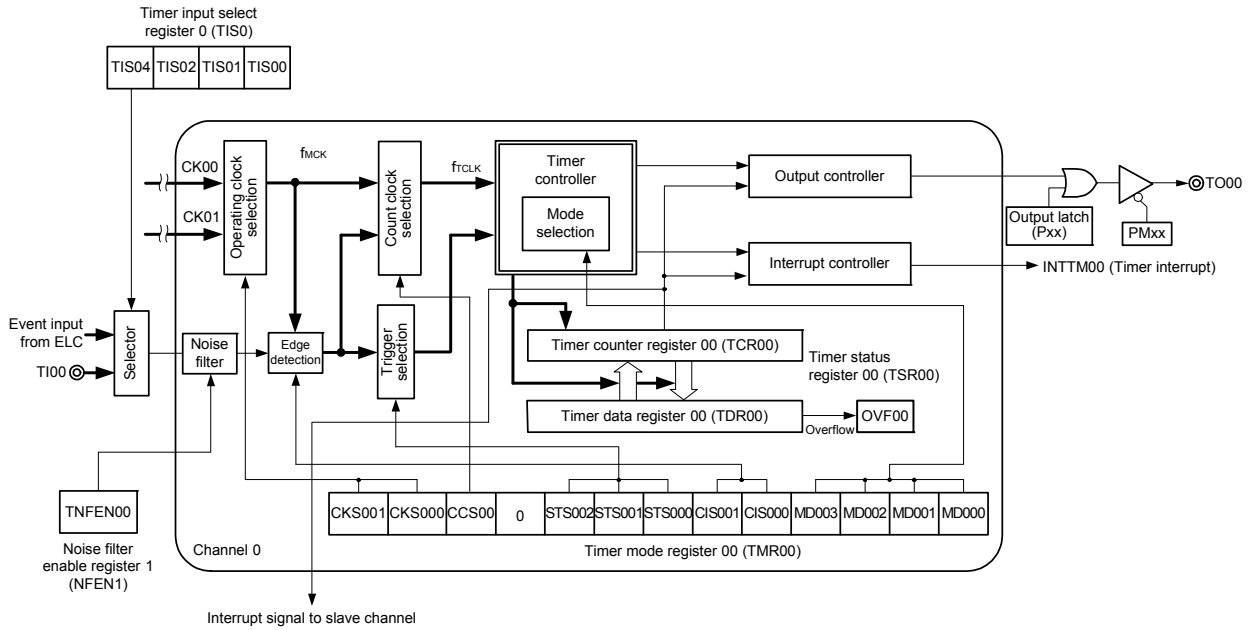 Timer input select
register 0 (TIS0)
TIS04 TIS02 TIS01 TIS00
CK00
CK01
Operating clock
selection
fMCK
Count clock
selection
fTCLK
Timer
controller
Mode
selection
Output controller
Interrupt controller
Output latch
(Pxx)
PMxx
TO00
INTTM00 (Timer interrupt)
Event input
from ELC
TI00
Selector
Noise
filter
Edge
detection
Trigger
selection
Timer counter register 00 (TCR00)
Timer status
register 00 (TSR00)
Timer data register 00 (TDR00)
Overflow
OVF00
TNFEN00
Noise filter
enable register 1
(NFEN1)
CKS001 CKS000 CCS00 0 STS002 STS001 STS000 CIS001 CIS000 MD003 MD002 MD001 MD000
Channel 0
Timer mode register 00 (TMR00)
Interrupt signal to slave channel